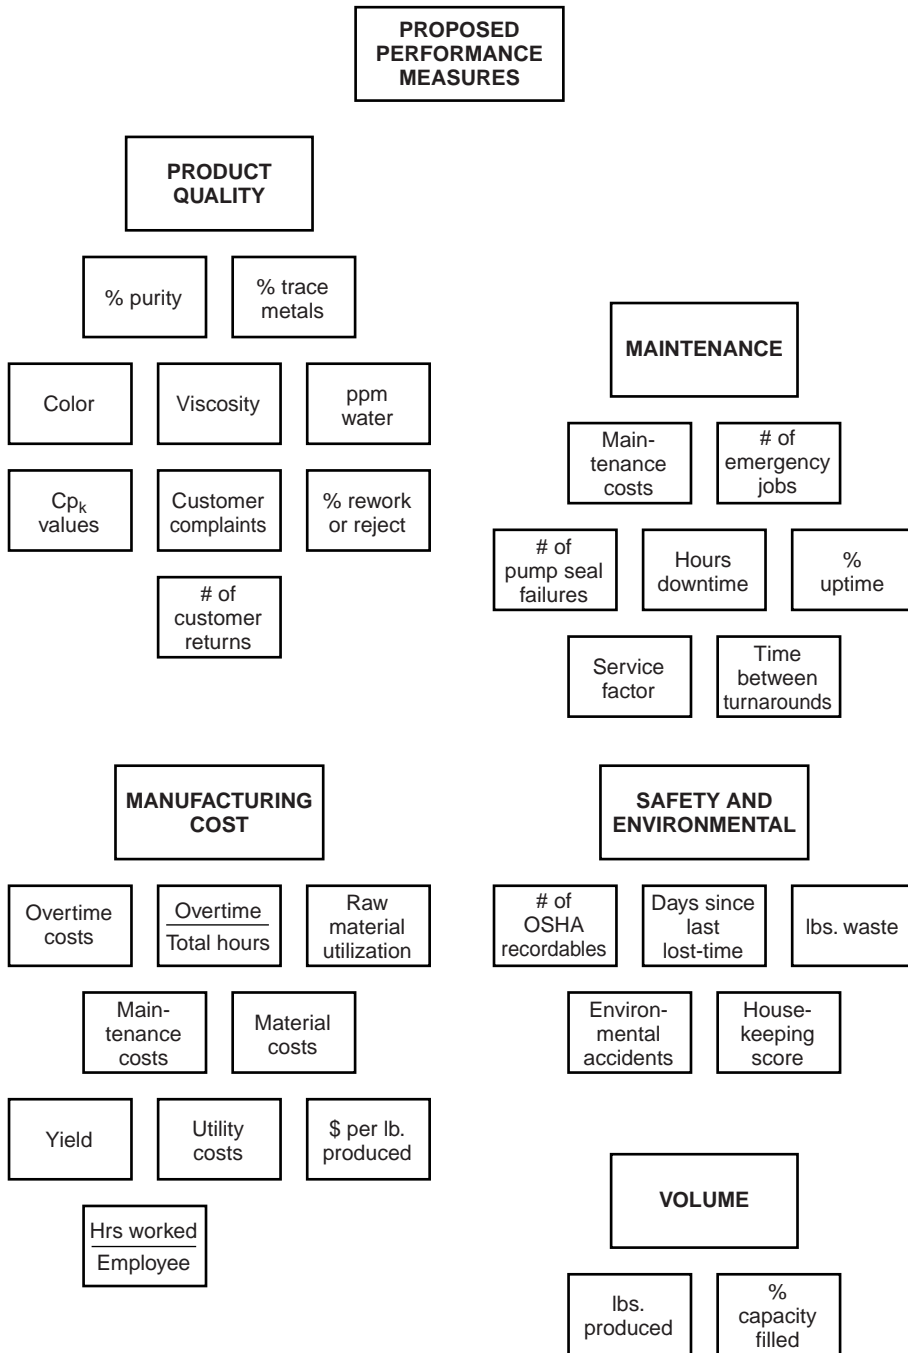 PROPOSED
PERFORMANCE
MEASURES
PRODUCT
QUALITY
% purity
% trace
metals
Color
Viscosity
ppm
water
Cpk
values
Customer
complaints
% rework
or reject
# of
customer
returns
MAINTENANCE
Main-
tenance
costs
# of
emergency
jobs
# of
pump seal
failures
Hours
downtime
%
uptime
Service
factor
Time
between
turnarounds
MANUFACTURING
COST
Overtime
costs
Overtime
Total hours
Raw
material
utilization
Main-
tenance
costs
Material
costs
Yield
Utility
costs
$ per lb.
produced
Hrs worked
Employee
SAFETY AND
ENVIRONMENTAL
# of
OSHA
recordables
Days since
last
lost-time
lbs. waste
Environ-
mental
accidents
House-
keeping
score
VOLUME
lbs.
produced
%
capacity
filled